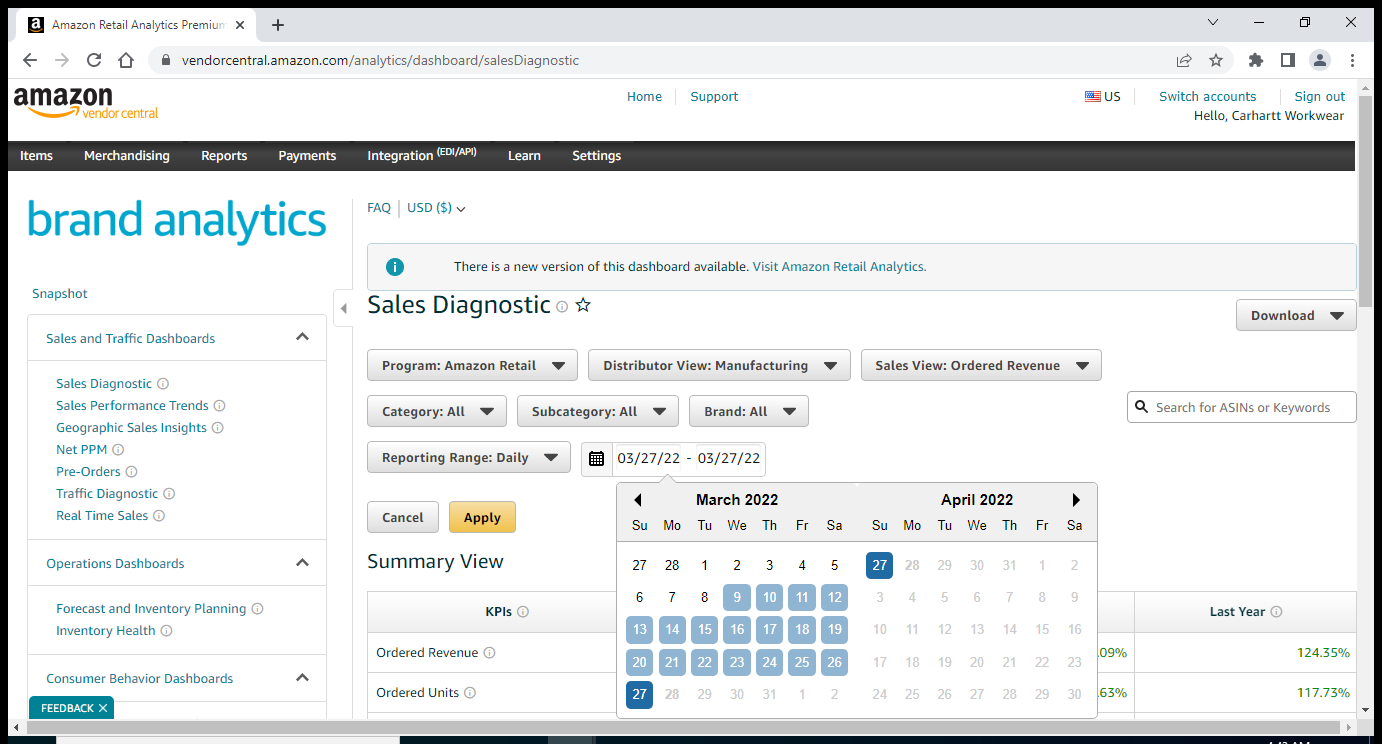 Amazon Retail Analytics Premium
vendorcentral.amazon.com/analytics/dashboard/salesDiagnostic
amazon
vendor central
Home Support
US Switch accounts Sign out
Hello, Carhartt Workwear
Items Merchandising Reports Payments Integration (EDI/API) Learn Settings
brand analytics
Snapshot
Sales and Traffic Dashboards
Sales Diagnostic
Sales Performance Trends
Geographic Sales Insights
Net PPM
Pre-Orders
Traffic Diagnostic
Real Time Sales
Operations Dashboards
Forecast and Inventory Planning
Inventory Health
Consumer Behavior Dashboards
FEEDBACK
FAQ USD ($)
There is a new version of this dashboard available. Visit Amazon Retail Analytics.
Sales Diagnostic
Download
Program: Amazon Retail Distributor View: Manufacturing Sales View: Ordered Revenue
Category: All Subcategory: All Brand: All
Search for ASINs or Keywords
Reporting Range: Daily 03/27/22 - 03/27/22
Cancel Apply
March 2022 April 2022
Su Mo Tu We Th Fr Sa Su Mo Tu We Th Fr Sa
27 28 1 2 3 4 5 27 28 29 30 31 1 2
6 7 8 9 10 11 12 3 4 5 6 7 8 9
13 14 15 16 17 18 19 10 11 12 13 14 15 16
20 21 22 23 24 25 26 17 18 19 20 21 22 23
27 28 29 30 31 1 2 24 25 26 27 28 29 30
Summary View
KPIs Last Year
Ordered Revenue .09% 124.35%
Ordered Units .63% 117.73%